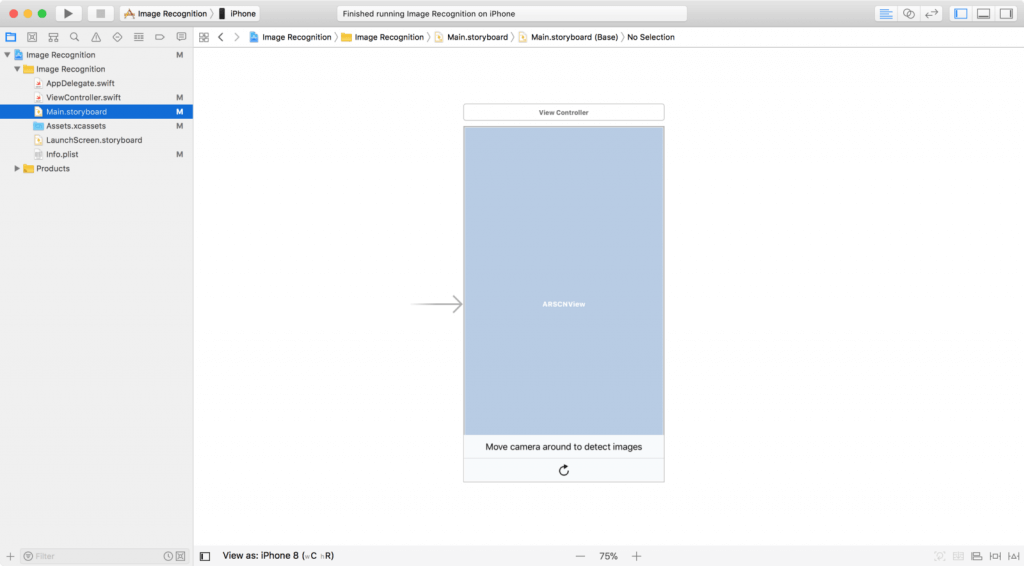 Image Recognition iPhone
Finished running Image Recognition on iPhone
Image Recognition Image Recognition Main.storyboard Main.storyboard (Base) No Selection
Image Recognition M
Image Recognition
AppDelegate.swift
ViewController.swift M
Main.storyboard M
Assets.xcassets M
LaunchScreen.storyboard
Info.plist M
Products
View Controller
ARSCNView
Move camera around to detect images
Filter
View as: iPhone 8 (wC hR)
75%